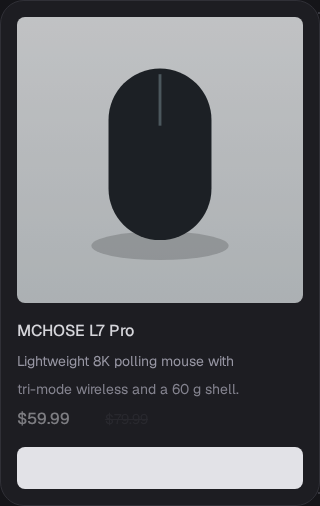 MCHOSE L7 Pro
Lightweight 8K polling mouse with
tri-mode wireless and a 60 g shell.
$59.99 $79.99